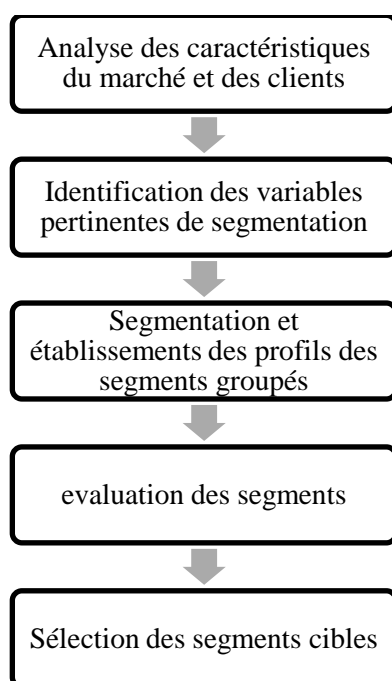 Analyse des caractéristiques
du marché et des clients
Identification des variables
pertinentes de segmentation
Segmentation et
établissements des profils des
segments groupés
evaluation des segments
Sélection des segments cibles